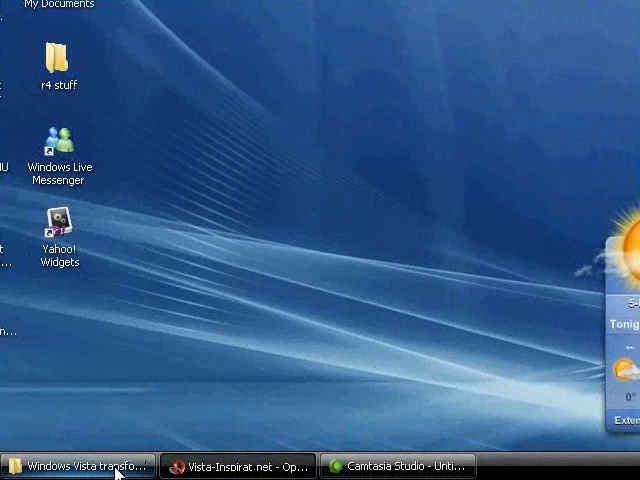 My Documents
r4 stuff
Windows Live
Messenger
Yahoo!
Widgets
Tonig
0°
Exten
Windows Vista transfo...
Vista-Inspirat.net - Op...
Camtasia Studio - Unti...